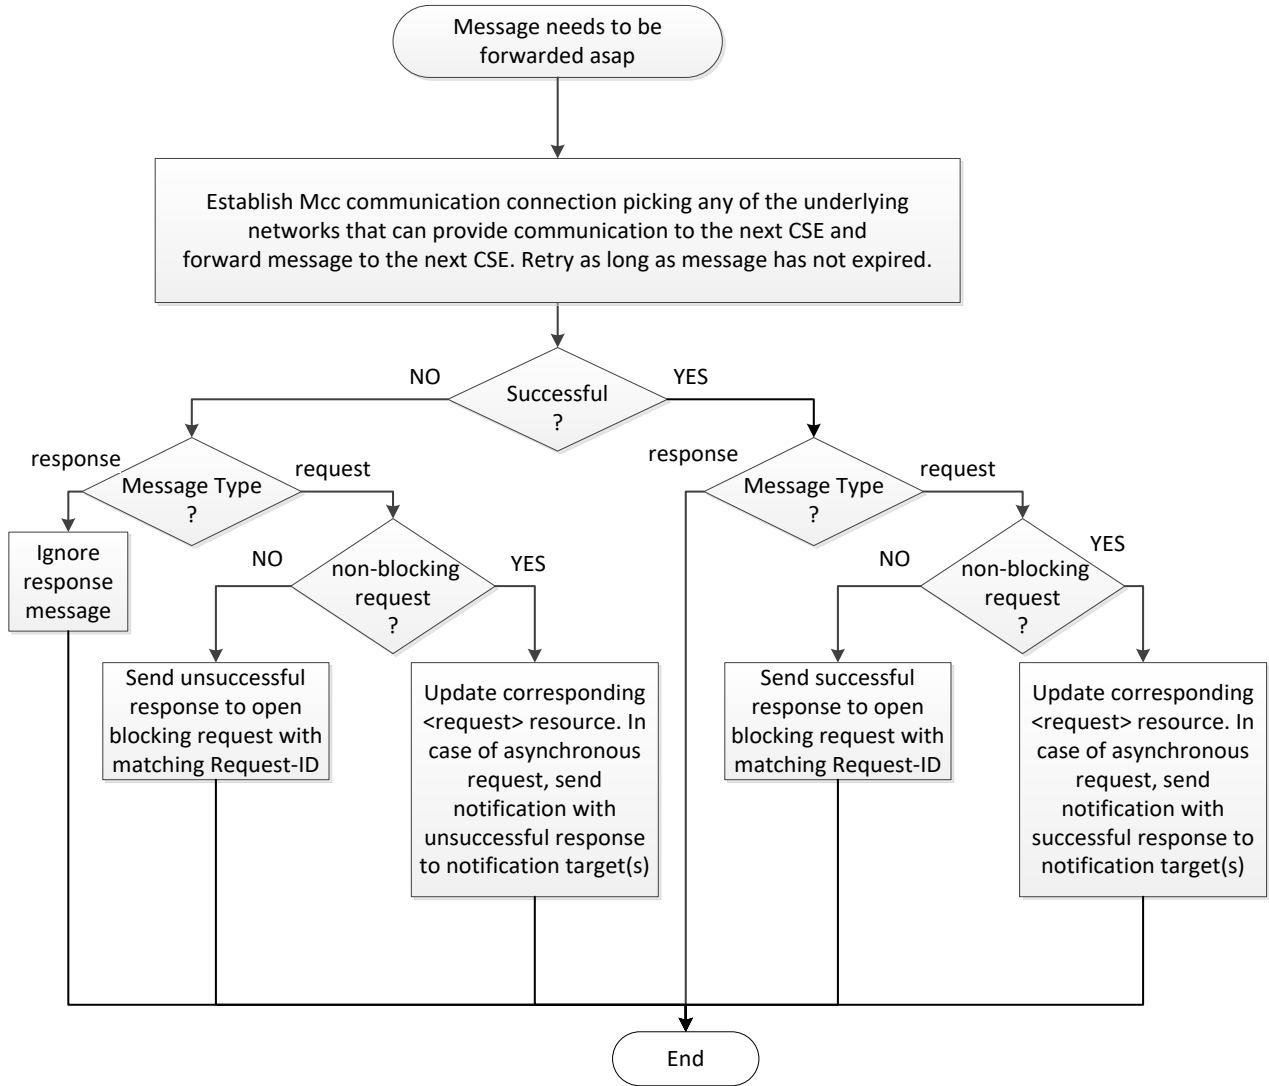 Message needs to be
forwarded asap
Establish Mcc communication connection picking any of the underlying
networks that can provide communication to the next CSE and
forward message to the next CSE. Retry as long as message has not expired.
NO
YES
Successful
?
response
request
Message Type
?
response
request
Message Type
?
Ignore
response
message
NO
YES
non-blocking
request
?
NO
YES
non-blocking
request
?
Send unsuccessful
response to open
blocking request with
matching Request-ID
Update corresponding
<request> resource. In
case of asynchronous
request, send
notification with
unsuccessful response
to notification target(s)
Send successful
response to open
blocking request with
matching Request-ID
Update corresponding
<request> resource. In
case of asynchronous
request, send
notification with
successful response to
notification target(s)
End